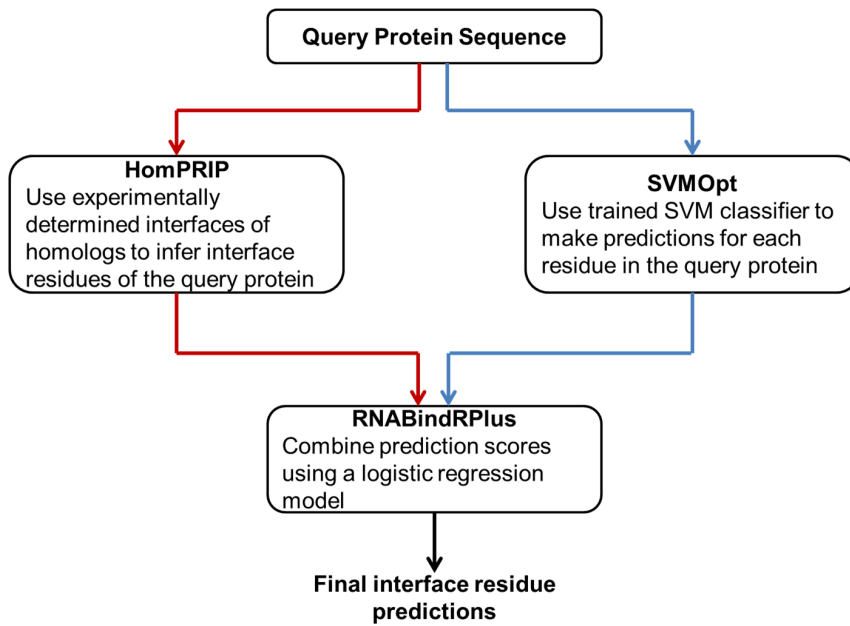 Query Protein Sequence
HomPRIP
Use experimentally
determined interfaces of
homologs to infer interface
residues of the query protein
SVMOpt
Use trained SVM classifier to
make predictions for each
residue in the query protein
RNABindRPlus
Combine prediction scores
using a logistic regression
model
Final interface residue
predictions